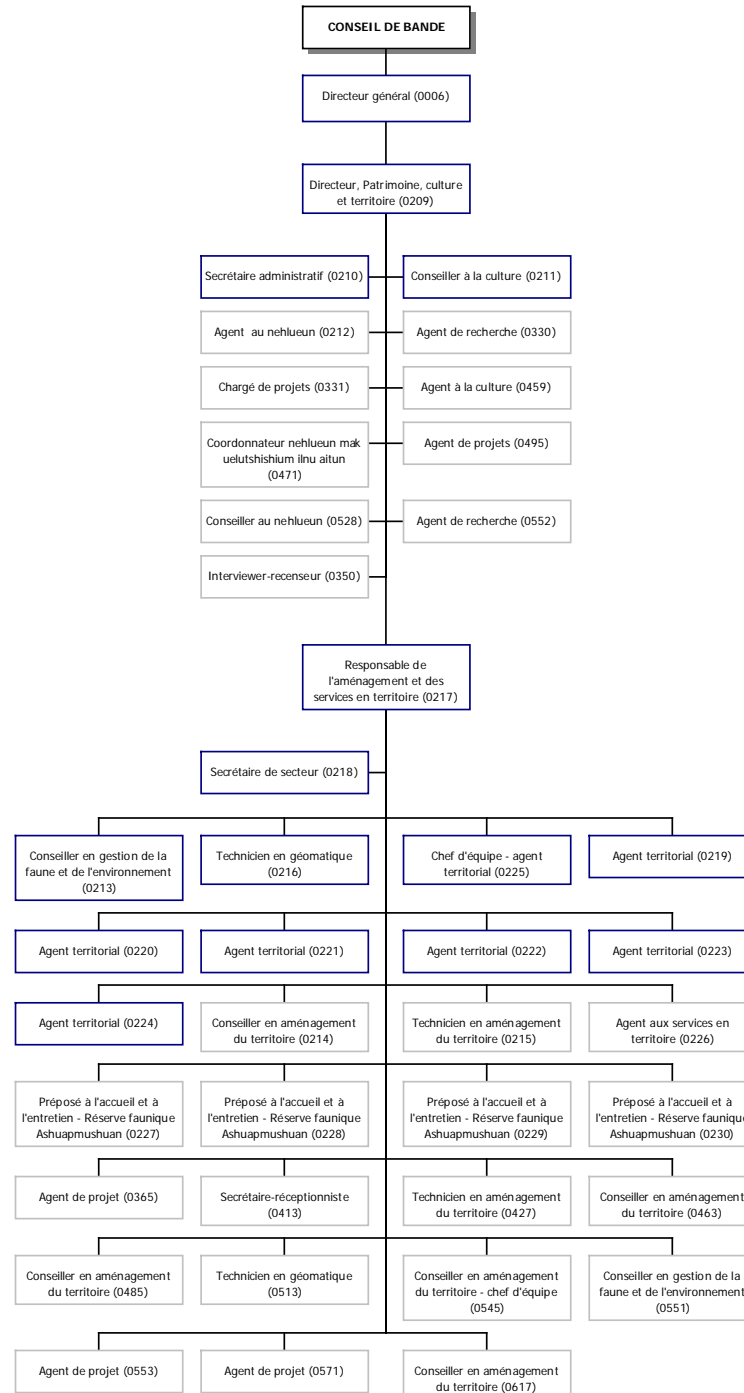 CONSEIL DE BANDE
Directeur général (0006)
Directeur, Patrimoine, culture
et territoire (0209)
Secrétaire administratif (0210)
Conseiller à la culture (0211)
Agent au nehlueun (0212)
Agent de recherche (0330)
Chargé de projets (0331)
Agent à la culture (0459)
Coordonnateur nehlueun mak
uelutshishium ilnu aitun
(0471)
Agent de projets (0495)
Conseiller au nehlueun (0528)
Agent de recherche (0552)
Interviewer-recenseur (0350)
Responsable de
l'aménagement et des
services en territoire (0217)
Secrétaire de secteur (0218)
Conseiller en gestion de la
faune et de l'environnement
(0213)
Technicien en géomatique
(0216)
Chef d'équipe - agent
territorial (0225)
Agent territorial (0219)
Agent territorial (0220)
Agent territorial (0221)
Agent territorial (0222)
Agent territorial (0223)
Agent territorial (0224)
Conseiller en aménagement
du territoire (0214)
Technicien en aménagement
du territoire (0215)
Agent aux services en
territoire (0226)
Préposé à l'accueil et à
l'entretien - Réserve faunique
Ashuapmushuan (0227)
Préposé à l'accueil et à
l'entretien - Réserve faunique
Ashuapmushuan (0228)
Préposé à l'accueil et à
l'entretien - Réserve faunique
Ashuapmushuan (0229)
Préposé à l'accueil et à
l'entretien - Réserve faunique
Ashuapmushuan (0230)
Agent de projet (0365)
Secrétaire-réceptionniste
(0413)
Technicien en aménagement
du territoire (0427)
Conseiller en aménagement
du territoire (0463)
Conseiller en aménagement
du territoire (0485)
Technicien en géomatique
(0513)
Conseiller en aménagement
du territoire - chef d'équipe
(0545)
Conseiller en gestion de la
faune et de l'environnement
(0551)
Agent de projet (0553)
Agent de projet (0571)
Conseiller en aménagement
du territoire (0617)